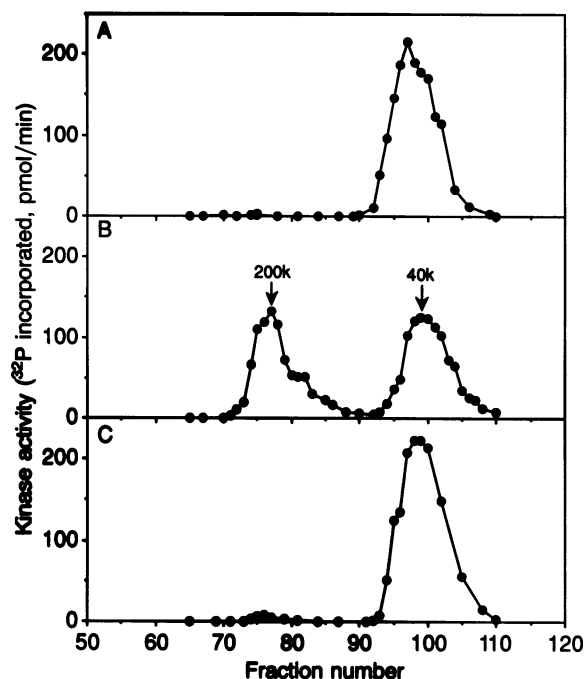 Kinase activity (³²P incorporated, pmol/min)
A
200
100
0
B
200
100
0
200k
40k
C
200
100
0
50 60 70 80 90 100 110 120
Fraction number